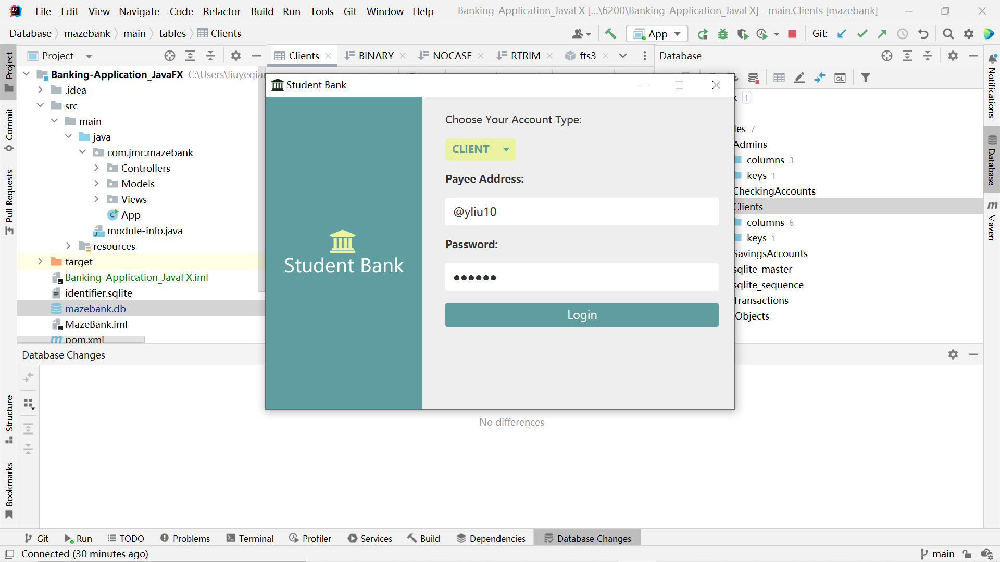 File Edit View Navigate Code Refactor Build Run Tools Git Window Help Banking-Application_JavaFX [...\6200\Banking-Application_JavaFX] - main.Clients [mazebank]
Database mazebank main tables Clients App Git:
Project Clients BINARY NOCASE RTRIM fts3 Database
Banking-Application_JavaFX C:\Users\liuyeqian
.idea
src
main
java
com.jmc.mazebank
Controllers
Models
Views
App
module-info.java
resources
target
Banking-Application_JavaFX.iml
identifier.sqlite
mazebank.db
MazeBank.iml
pom.xml
Student Bank
Student Bank
Choose Your Account Type:
CLIENT
Payee Address:
@yliu10
Password:
Login
QL
k 1
les 7
Admins
columns 3
keys 1
CheckingAccounts
Clients
columns 6
keys 1
SavingsAccounts
sqlite_master
sqlite_sequence
Transactions
Objects
Project
Commit
Pull Requests
Structure
Bookmarks
Notifications
Database
Maven
Database Changes
No differences
Git Run TODO Problems Terminal Profiler Services Build Dependencies Database Changes
Connected (30 minutes ago) main